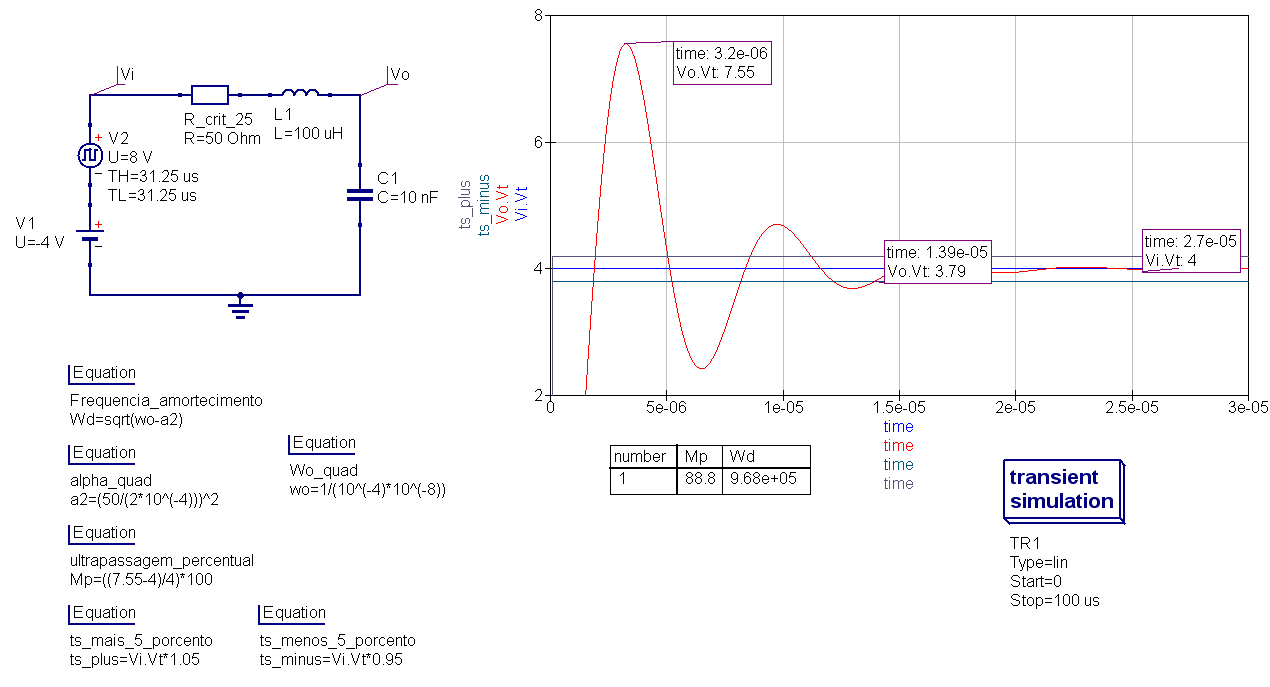 Vi
Vo
V2
U=8 V
TH=31.25 us
TL=31.25 us
R_crit_25
R=50 Ohm
L1
L=100 uH
C1
C=10 nF
V1
U=-4 V
+
−
+
−
ts_plus
ts_minus
Vo.Vt
Vi.Vt
8
6
4
2
0
5e-06
1e-05
1.5e-05
2e-05
2.5e-05
3e-05
time
time
time
time
time: 3.2e-06
Vo.Vt: 7.55
time: 1.39e-05
Vo.Vt: 3.79
time: 2.7e-05
Vi.Vt: 4
Equation
Frequencia_amortecimento
Wd=sqrt(wo-a2)
Equation
alpha_quad
a2=(50/(2*10^(-4)))^2
Equation
Wo_quad
wo=1/(10^(-4)*10^(-8))
Equation
ultrapassagem_percentual
Mp=((7.55-4)/4)*100
Equation
ts_mais_5_porcento
ts_plus=Vi.Vt*1.05
Equation
ts_menos_5_porcento
ts_minus=Vi.Vt*0.95
number Mp Wd
1 88.8 9.68e+05
transient
simulation
TR1
Type=lin
Start=0
Stop=100 us